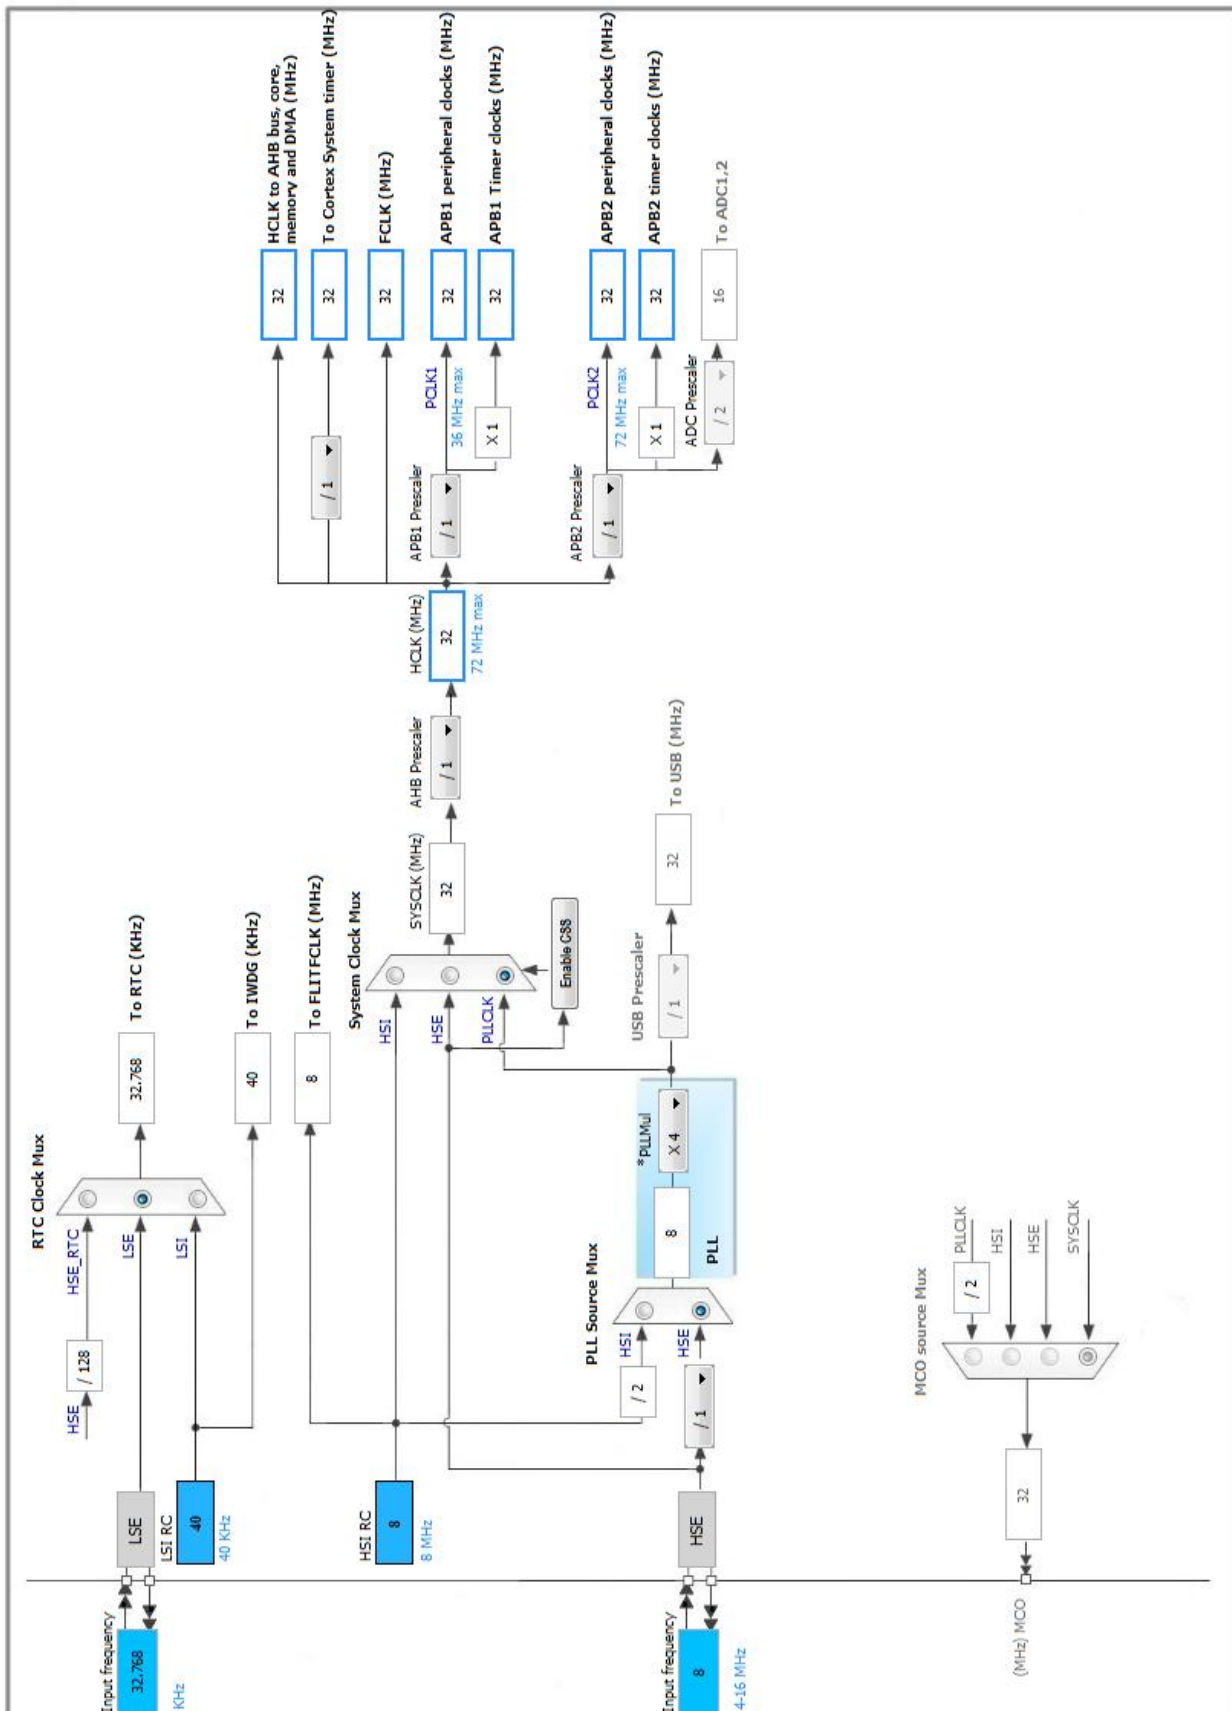 RTC Clock Mux
HSE
/ 128
HSE_RTC
32.768
To RTC (KHz)
Input frequency
32.768
KHz
LSE
LSE
LSI RC
40
40 KHz
LSI
40
To IWDG (KHz)
8
To FLITFCLK (MHz)
HSI RC
8
8 MHz
System Clock Mux
HSI
HSE
PLLCLK
Enable CSS
SYSCLK (MHz)
32
AHB Prescaler
/ 1
HCLK (MHz)
32
72 MHz max
/ 1
32
HCLK to AHB bus, core,
memory and DMA (MHz)
32
To Cortex System timer (MHz)
32
FCLK (MHz)
APB1 Prescaler
/ 1
PCLK1
36 MHz max
32
APB1 peripheral clocks (MHz)
X 1
32
APB1 Timer clocks (MHz)
APB2 Prescaler
/ 1
PCLK2
72 MHz max
32
APB2 peripheral clocks (MHz)
X 1
32
APB2 timer clocks (MHz)
ADC Prescaler
/ 2
16
To ADC1,2
PLL Source Mux
/ 2
HSI
Input frequency
8
4-16 MHz
HSE
/ 1
HSE
8
*PLLMul
X 4
PLL
USB Prescaler
/ 1
32
To USB (MHz)
MCO source Mux
/ 2
PLLCLK
HSI
HSE
SYSCLK
(MHz) MCO
32